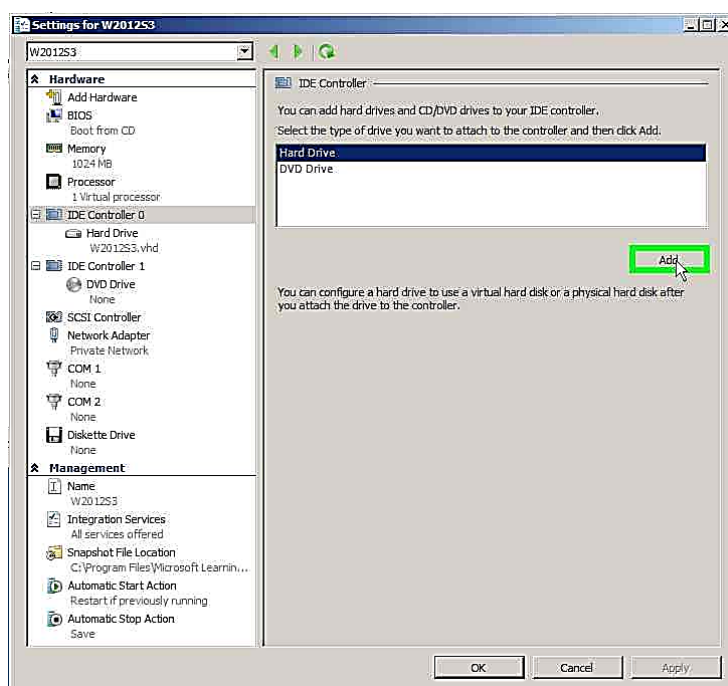 Settings for W2012S3
W2012S3
Hardware
Add Hardware
BIOS
Boot from CD
Memory
1024 MB
Processor
1 Virtual processor
IDE Controller 0
Hard Drive
W2012S3.vhd
IDE Controller 1
DVD Drive
None
SCSI Controller
Network Adapter
Private Network
COM 1
None
COM 2
None
Diskette Drive
None
Management
Name
W2012S3
Integration Services
All services offered
Snapshot File Location
C:\Program Files\Microsoft Learnin...
Automatic Start Action
Restart if previously running
Automatic Stop Action
Save
IDE Controller
You can add hard drives and CD/DVD drives to your IDE controller.
Select the type of drive you want to attach to the controller and then click Add.
Hard Drive
DVD Drive
Add
You can configure a hard drive to use a virtual hard disk or a physical hard disk after
you attach the drive to the controller.
OK
Cancel
Apply